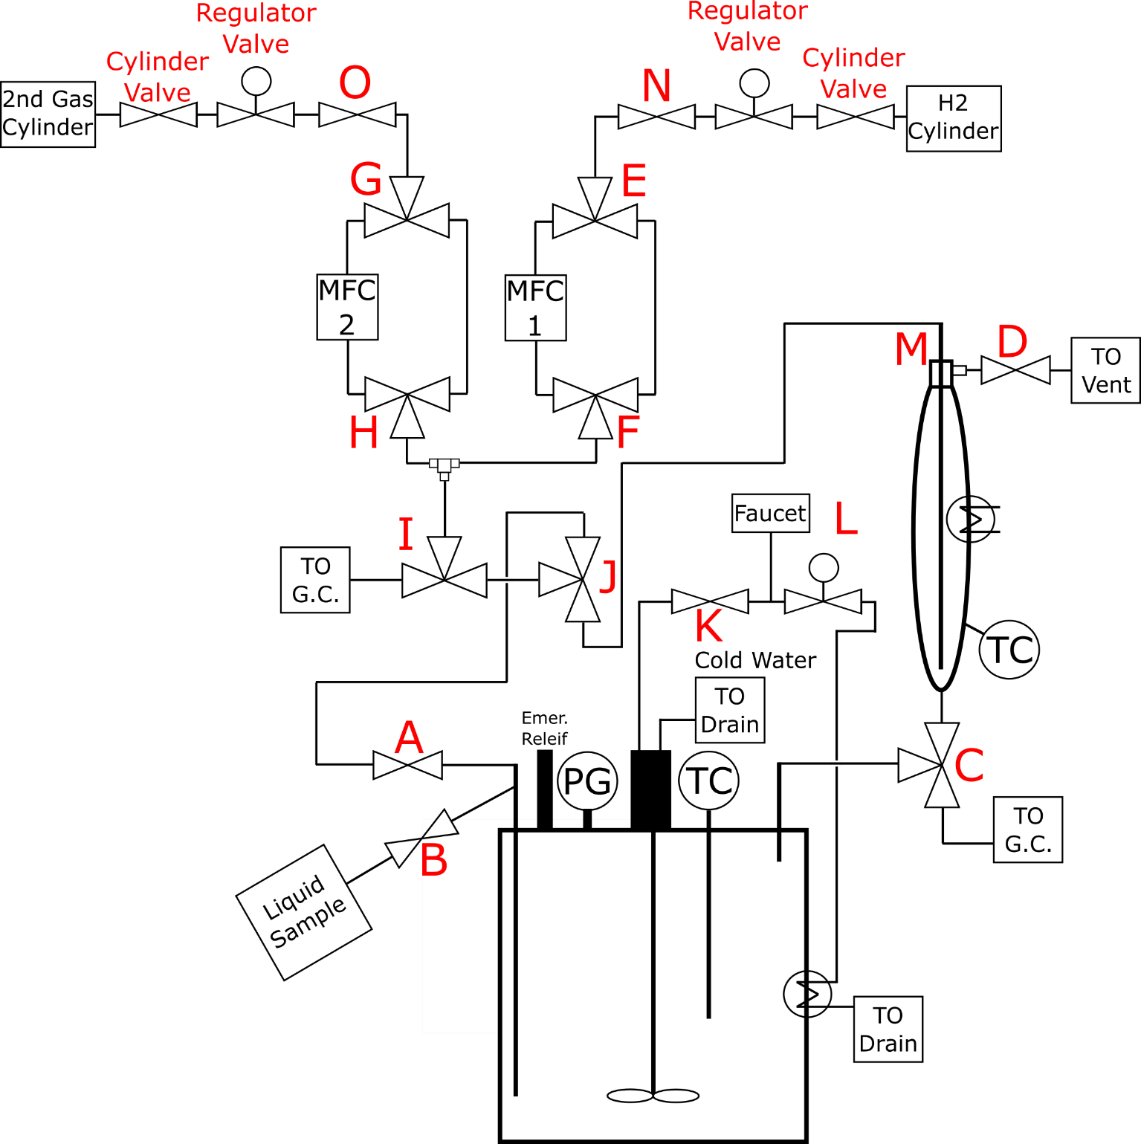 Regulator
Valve
Cylinder
Valve
O
2nd Gas
Cylinder
Regulator
Valve
N
Cylinder
Valve
H2
Cylinder
G
E
MFC
2
MFC
1
H
F
M
D
TO
Vent
I
TO
G.C.
J
Faucet
L
K
Cold Water
TC
TO
Drain
A
Emer.
Releif
PG
TC
C
TO
G.C.
B
Liquid
Sample
TO
Drain